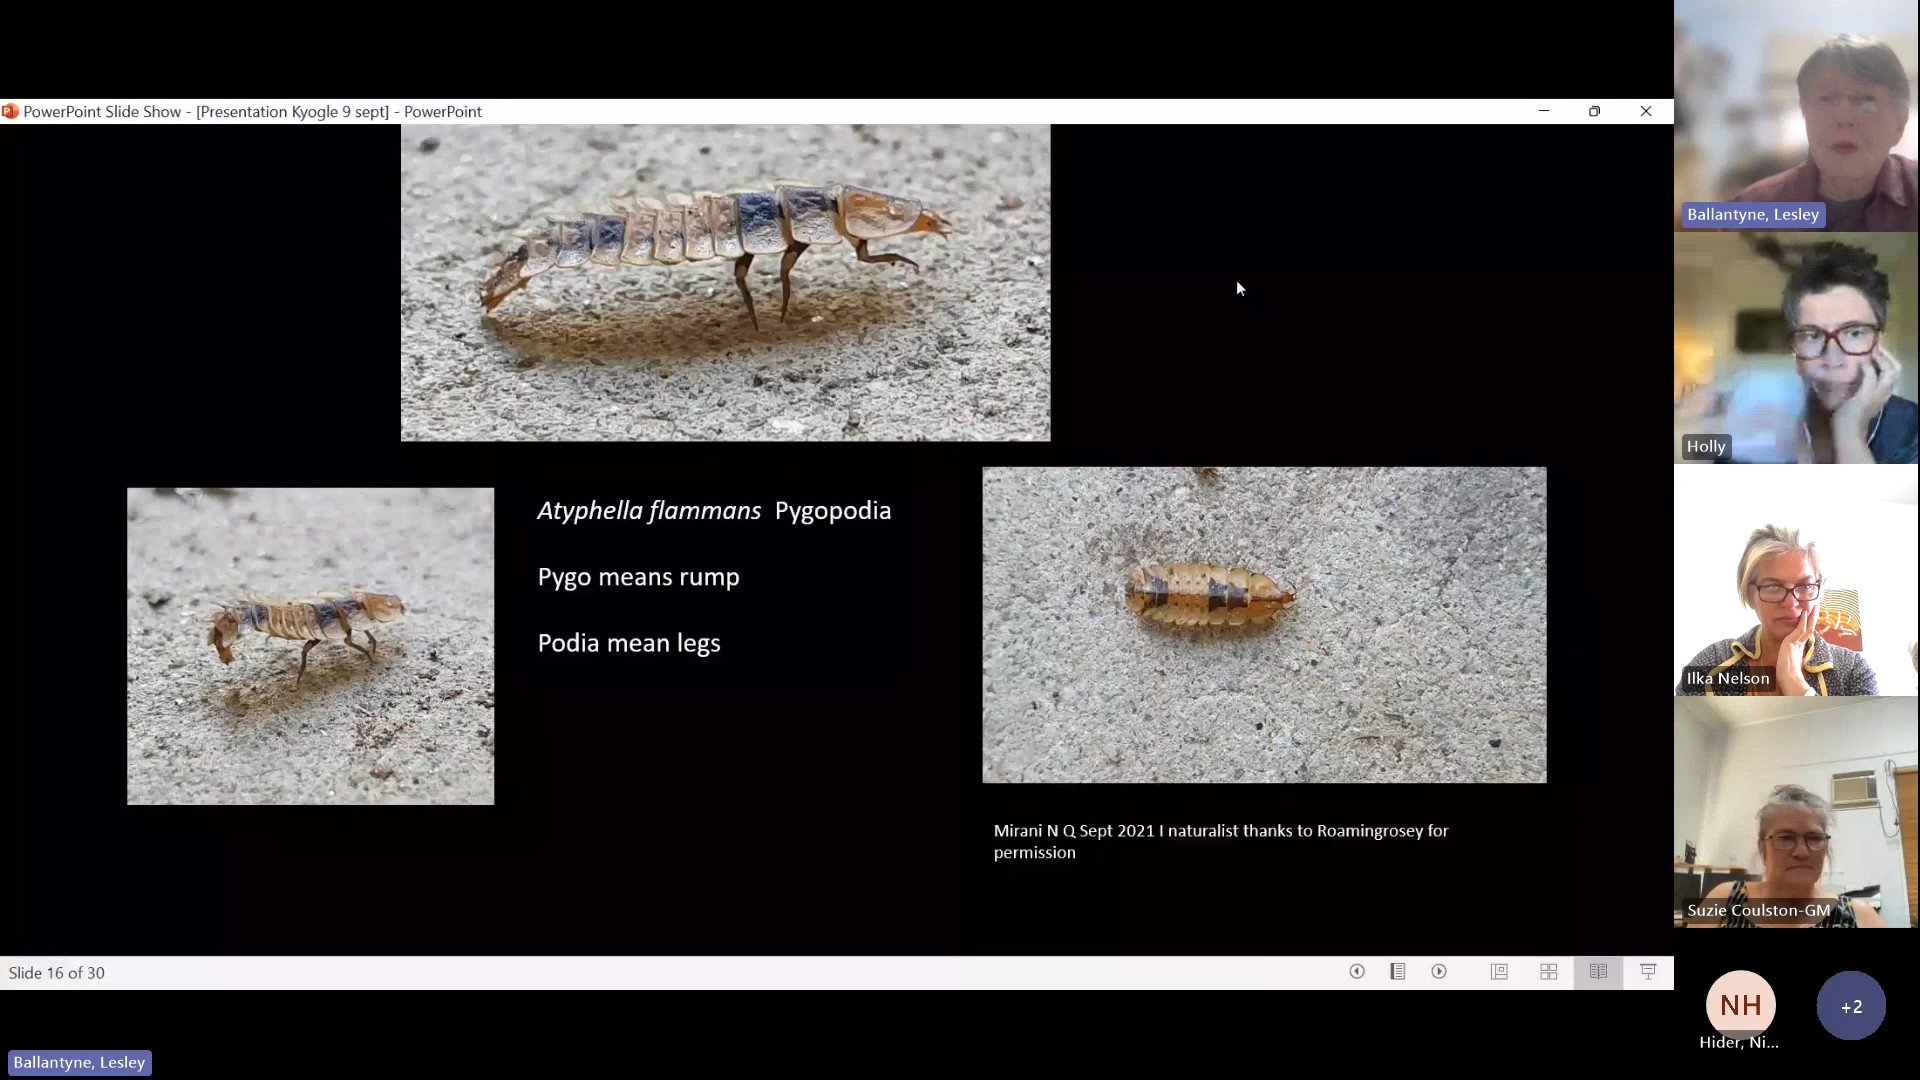 PowerPoint Slide Show - [Presentation Kyogle 9 sept] - PowerPoint
Atyphella flammans Pygopodia
Pygo means rump
Podia mean legs
Mirani N Q Sept 2021 I naturalist thanks to Roamingrosey for
permission
Slide 16 of 30
Ballantyne, Lesley
Ballantyne, Lesley
Holly
Ilka Nelson
Suzie Coulston-GM
NH
+2
Hider, Ni...